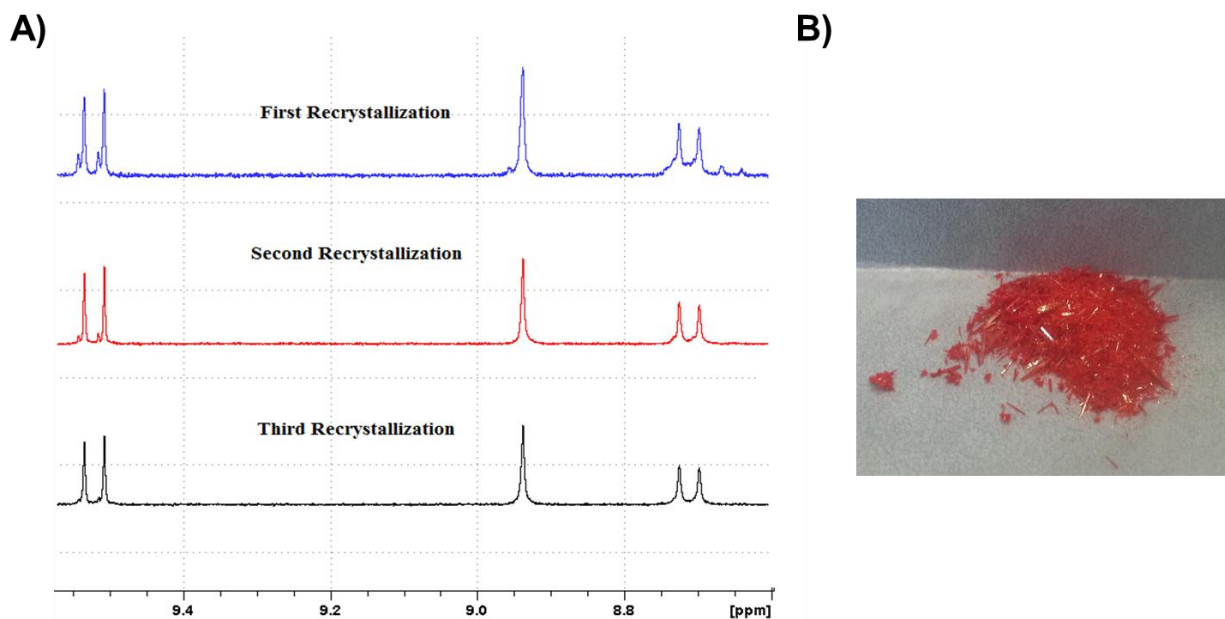 A)
B)
First Recrystallization
Second Recrystallization
Third Recrystallization
9.4 9.2 9.0 8.8 [ppm]